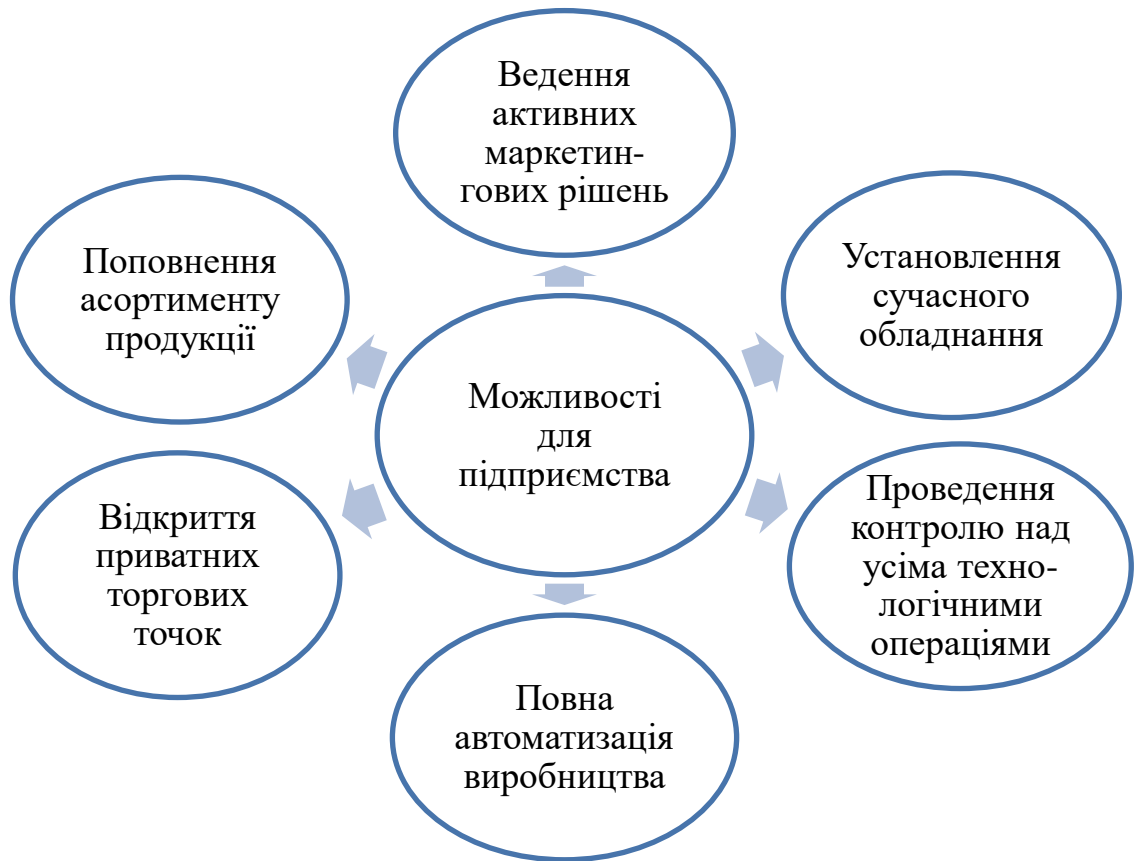 Ведення
активних
маркетин-
гових рішень
Поповнення
асортименту
продукції
Установлення
сучасного
обладнання
Можливості
для
підприємства
Відкриття
приватних
торгових
точок
Проведення
контролю над
усіма техно-
логічними
операціями
Повна
автоматизація
виробництва